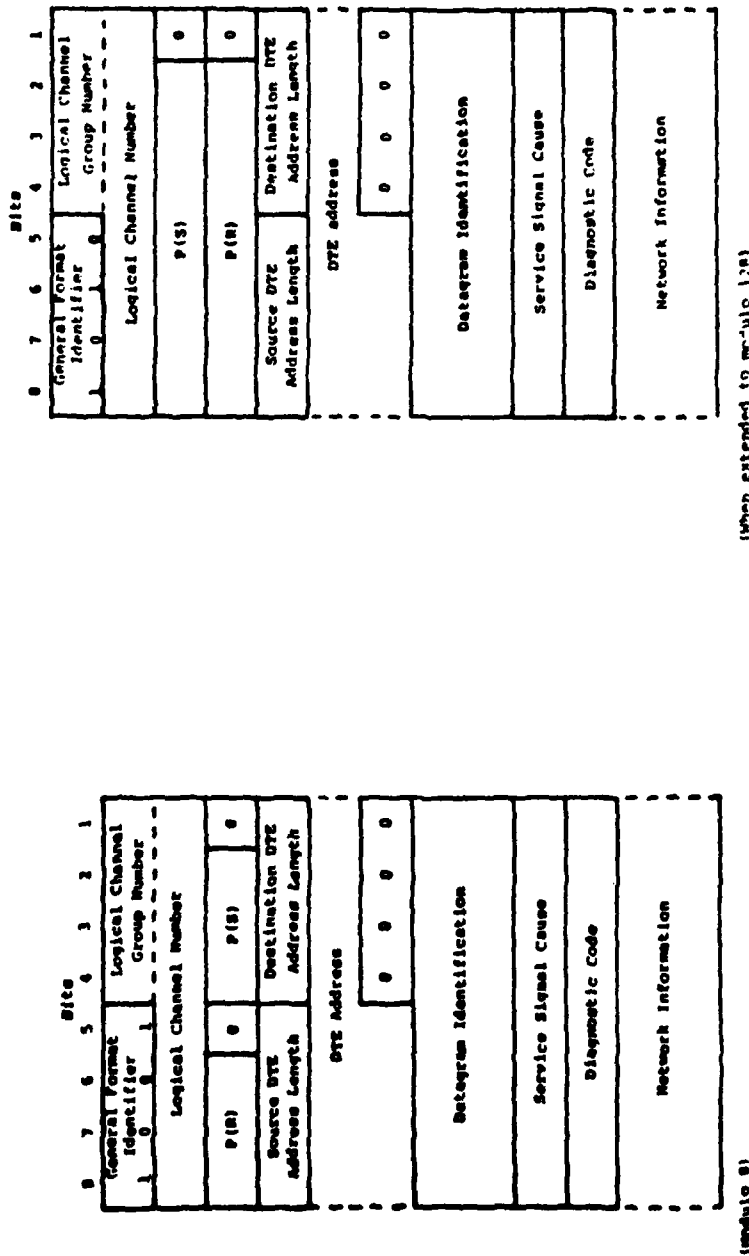 Bits
8 7 6 5 4 3 2 1
General Format Identifier
1 0 0 1
Logical Channel Group Number
Logical Channel Number
P(R) 0 P(S) 0
Source DTE Address Length
Destination DTE Address Length
DTE Address
0 0 0 0
Datagram Identification
Service Signal Cause
Diagnostic Code
Network Information
(modulo 8)
Bits
8 7 6 5 4 3 2 1
General Format Identifier
1 0 1 0
Logical Channel Group Number
Logical Channel Number
P(S) 0
P(R) 0
Source DTE Address Length
Destination DTE Address Length
DTE address
0 0 0 0
Datagram Identification
Service Signal Cause
Diagnostic Code
Network Information
(When extended to modulo 128)